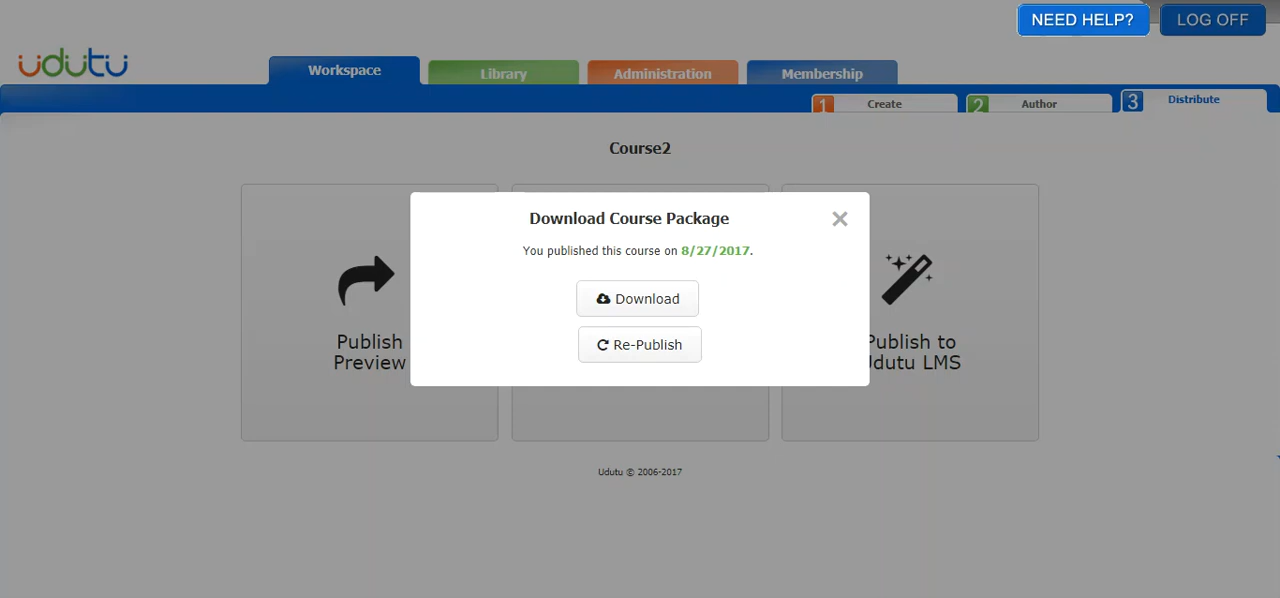 NEED HELP?
LOG OFF
udutu
Workspace
Library
Administration
Membership
1 Create
2 Author
3 Distribute
Course2
Download Course Package
You published this course on 8/27/2017.
Download
Re-Publish
Publish
Preview
Publish to
Udutu LMS
Udutu © 2006-2017